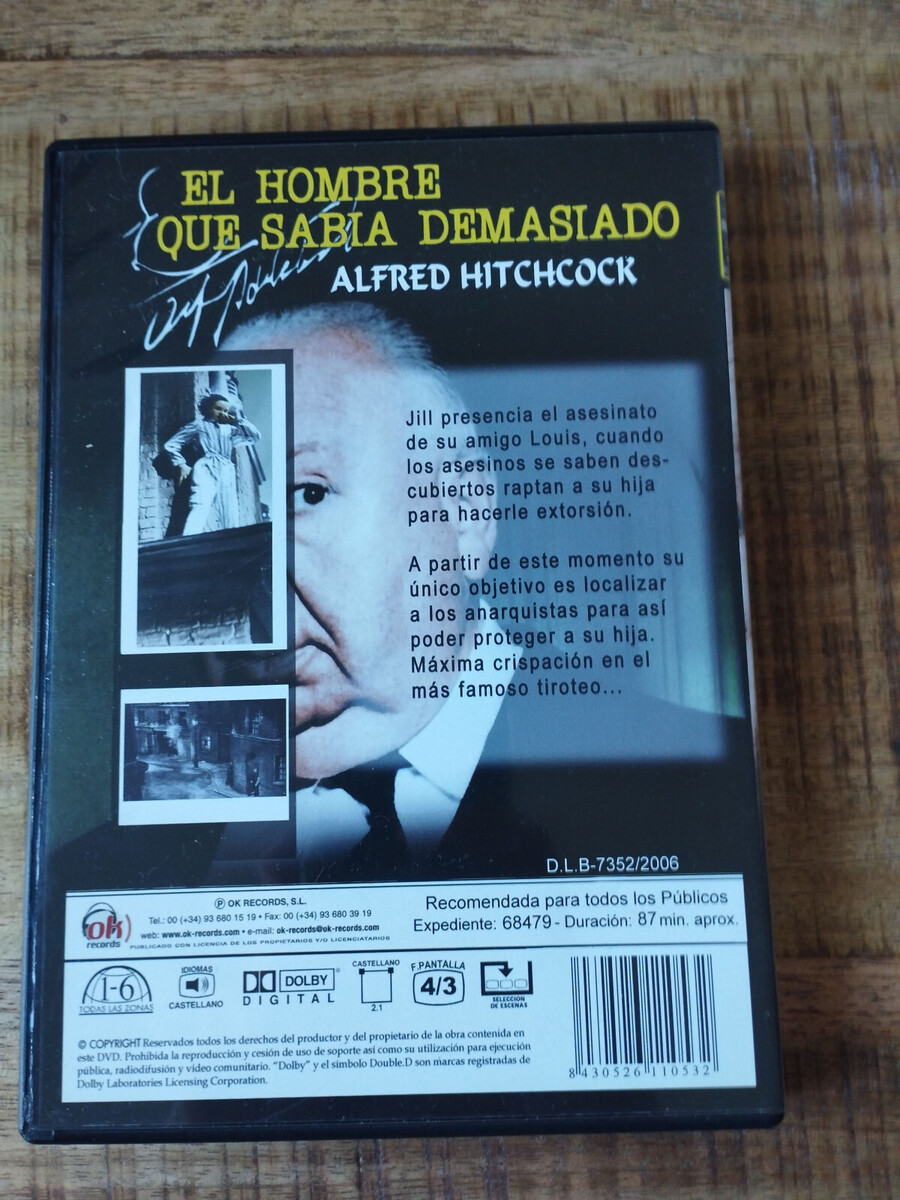 EL HOMBRE
QUE SABIA DEMASIADO
ALFRED HITCHCOCK
Jill presencia el asesinato
de su amigo Louis, cuando
los asesinos se saben des-
cubiertos raptan a su hija
para hacerle extorsión.
A partir de este momento su
único objetivo es localizar
a los anarquistas para así
poder proteger a su hija.
Máxima crispación en el
más famoso tiroteo...
D.L.B-7352/2006
ok
records
Ⓟ OK RECORDS, S.L.
Tel.: 00 (+34) 93 680 15 19 • Fax: 00 (+34) 93 680 39 19
web: www.ok-records.com • e-mail: ok-records@ok-records.com
PUBLICADO CON LICENCIA DE LOS PROPIETARIOS Y/O LICENCIATARIOS
Recomendada para todos los Públicos
Expediente: 68479 - Duración: 87 min. aprox.
1-6
TODAS LAS ZONAS
IDIOMAS
CASTELLANO
DOLBY
DIGITAL
CASTELLANO
2.1
F.PANTALLA
4/3
SELECCION
DE ESCENAS
© COPYRIGHT Reservados todos los derechos del productor y del propietario de la obra contenida en
este DVD. Prohibida la reproducción y cesión de uso de soporte así como su utilización para ejecución
pública, radiodifusión y vídeo comunitario. "Dolby" y el símbolo Double.D son marcas registradas de
Dolby Laboratories Licensing Corporation.
8 430526 110532